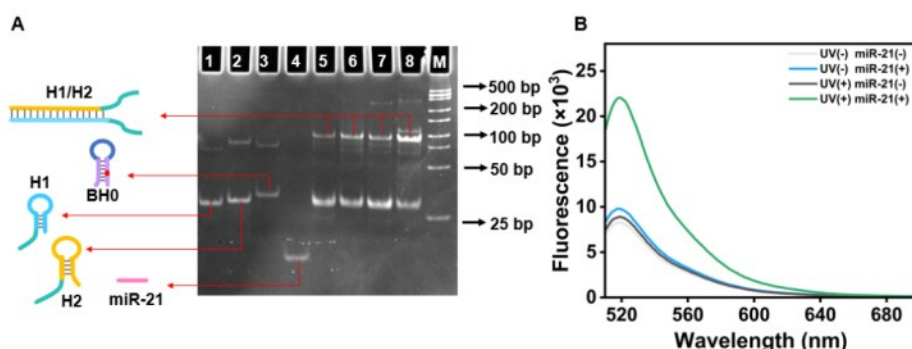 A
1 2 3 4 5 6 7 8 M
H1/H2
BH0
H1
H2
miR-21
500 bp
200 bp
100 bp
50 bp
25 bp
B
UV(-) miR-21(-)
UV(-) miR-21(+)
UV(+) miR-21(-)
UV(+) miR-21(+)
Fluorescence (×10³)
25
20
15
10
5
0
520 560 600 640 680
Wavelength (nm)